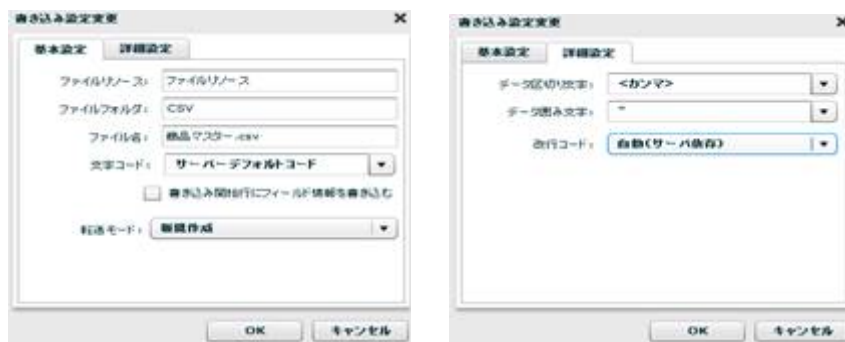 書き込み設定変更
基本設定 詳細設定
ファイルリソース: ファイルリソース
ファイルフォルダ: CSV
ファイル名: 商品マスター.csv
文字コード: サーバーデフォルトコード
書き込み開始行にフィールド情報を書き込む
転送モード: 新規作成
OK キャンセル
書き込み設定変更
基本設定 詳細設定
データ区切り文字: <カンマ>
データ囲み文字: "
改行コード: 自動(サーバ依存)
OK キャンセル